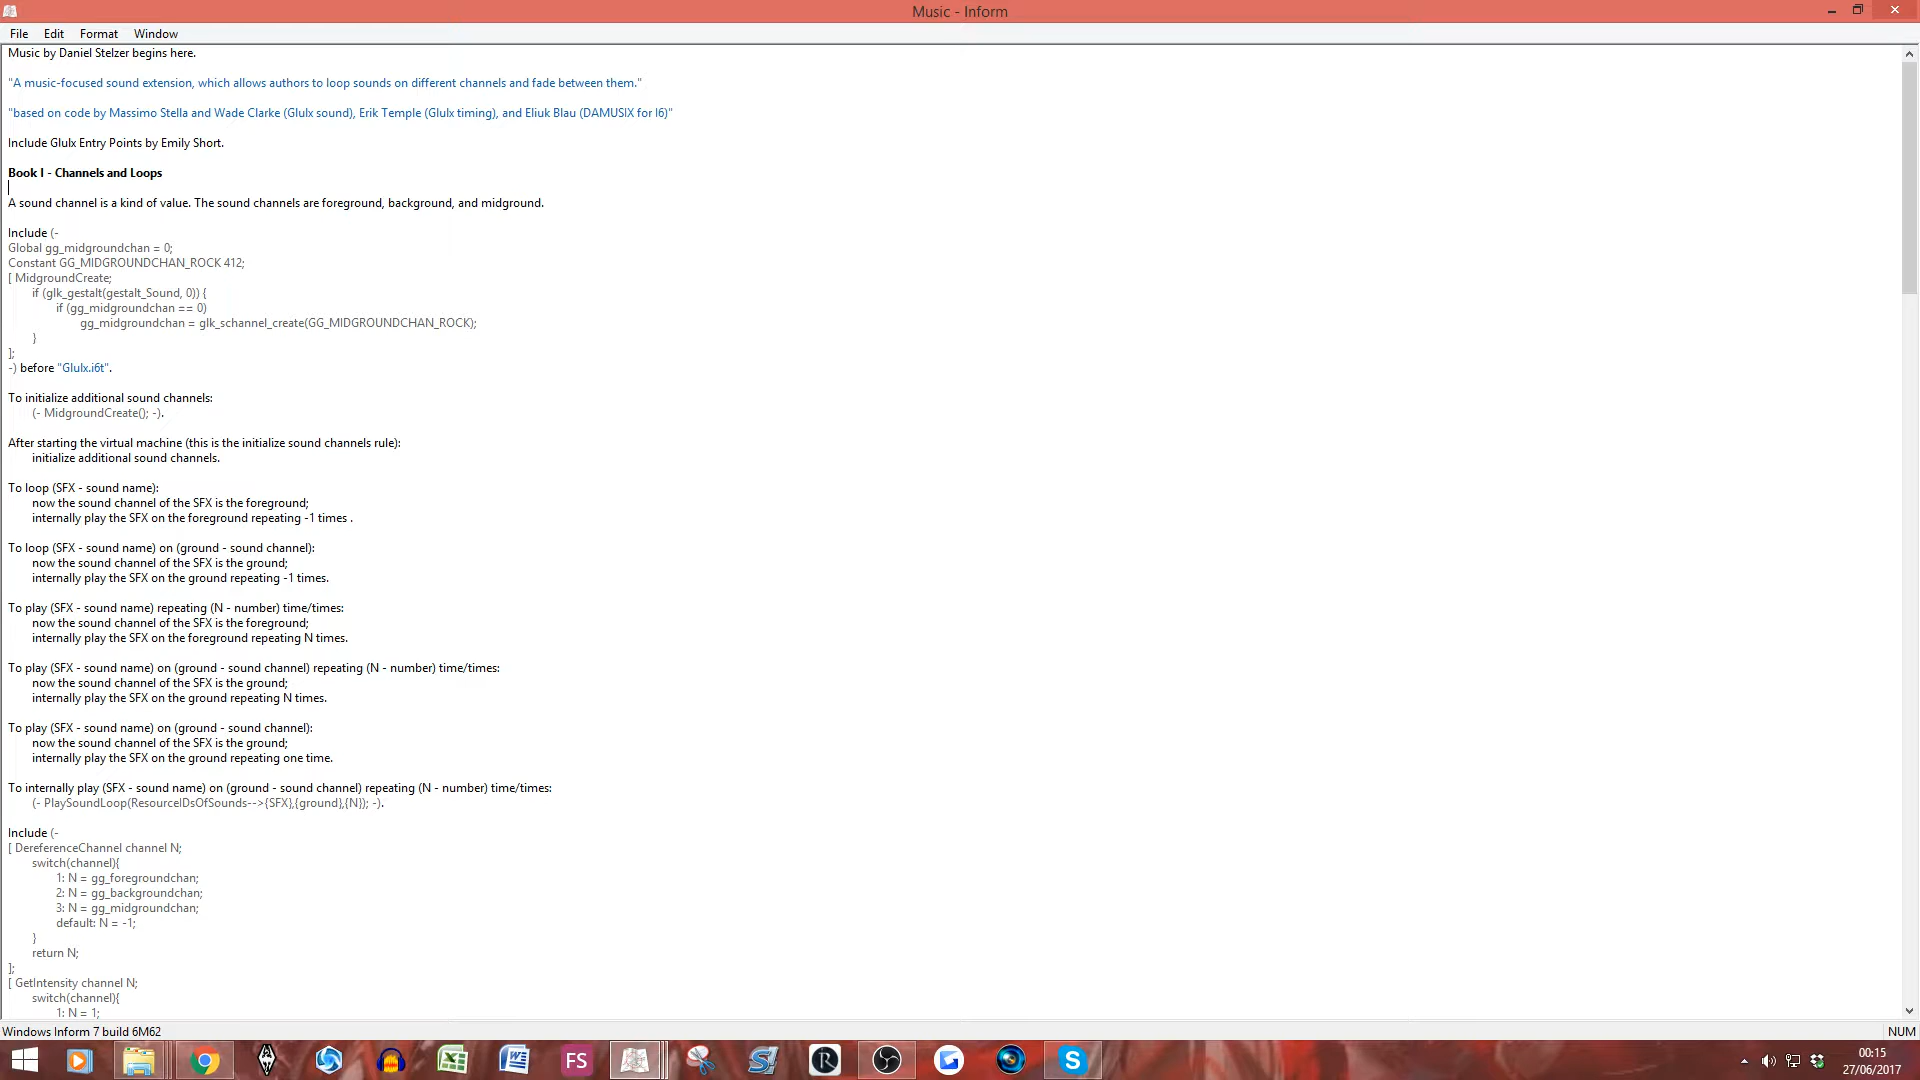 Music - Inform
File Edit Format Window
Music by Daniel Stelzer begins here.
"A music-focused sound extension, which allows authors to loop sounds on different channels and fade between them."
"based on code by Massimo Stella and Wade Clarke (Glulx sound), Erik Temple (Glulx timing), and Eliuk Blau (DAMUSIX for I6)"
Include Glulx Entry Points by Emily Short.
Book I - Channels and Loops
A sound channel is a kind of value. The sound channels are foreground, background, and midground.
Include (-
Global gg_midgroundchan = 0;
Constant GG_MIDGROUNDCHAN_ROCK 412;
[ MidgroundCreate;
if (glk_gestalt(gestalt_Sound, 0)) {
if (gg_midgroundchan == 0)
gg_midgroundchan = glk_schannel_create(GG_MIDGROUNDCHAN_ROCK);
}
];
-) before "Glulx.i6t".
To initialize additional sound channels:
(- MidgroundCreate(); -).
After starting the virtual machine (this is the initialize sound channels rule):
initialize additional sound channels.
To loop (SFX - sound name):
now the sound channel of the SFX is the foreground;
internally play the SFX on the foreground repeating -1 times .
To loop (SFX - sound name) on (ground - sound channel):
now the sound channel of the SFX is the ground;
internally play the SFX on the ground repeating -1 times.
To play (SFX - sound name) repeating (N - number) time/times:
now the sound channel of the SFX is the foreground;
internally play the SFX on the foreground repeating N times.
To play (SFX - sound name) on (ground - sound channel) repeating (N - number) time/times:
now the sound channel of the SFX is the ground;
internally play the SFX on the ground repeating N times.
To play (SFX - sound name) on (ground - sound channel):
now the sound channel of the SFX is the ground;
internally play the SFX on the ground repeating one time.
To internally play (SFX - sound name) on (ground - sound channel) repeating (N - number) time/times:
(- PlaySoundLoop(ResourceIDsOfSounds-->{SFX},{ground},{N}); -).
Include (-
[ DereferenceChannel channel N;
switch(channel){
1: N = gg_foregroundchan;
2: N = gg_backgroundchan;
3: N = gg_midgroundchan;
default: N = -1;
}
return N;
];
[ GetIntensity channel N;
switch(channel){
1: N = 1;
Windows Inform 7 build 6M62
NUM
FS
00:15
27/06/2017